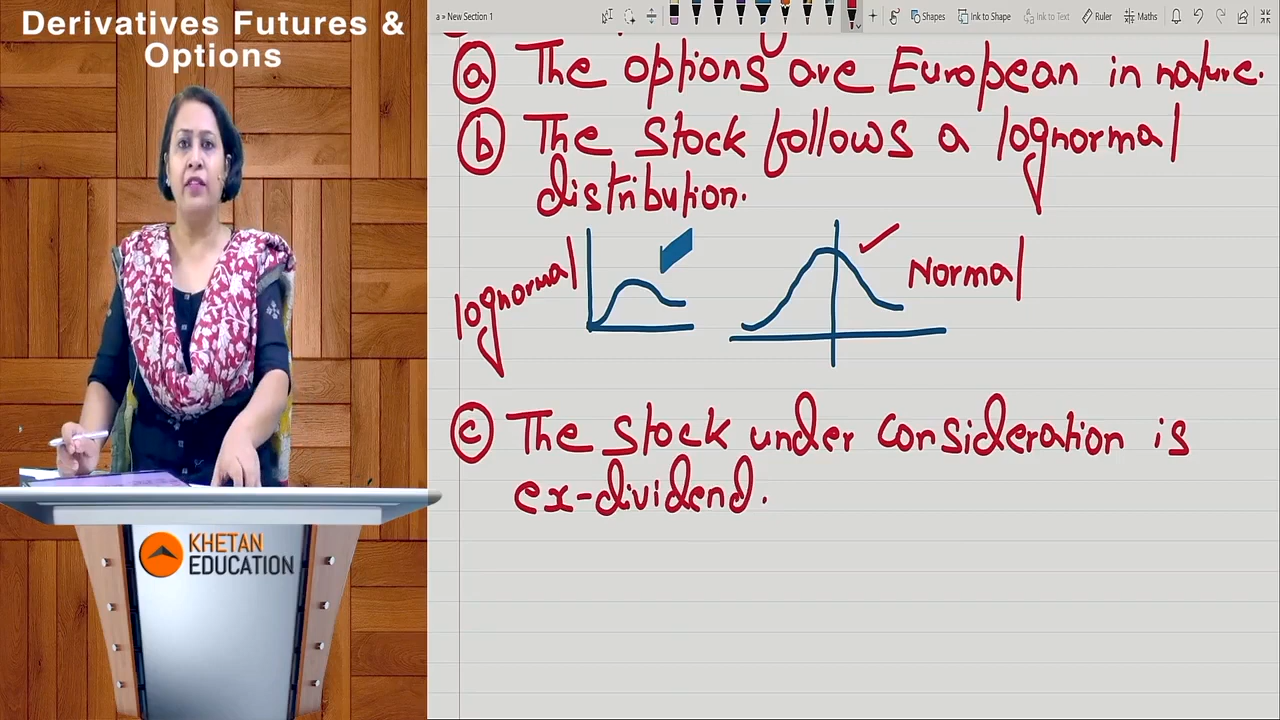 Derivatives Futures &
Options
a » New Section 1
Shapes
Ink to Shape
Ink to Text
Ruler
Math
(a) The options are European in nature.
(b) The stock follows a lognormal
distribution.
lognormal
Normal
(c) The stock under consideration is
ex-dividend.
KHETAN
EDUCATION